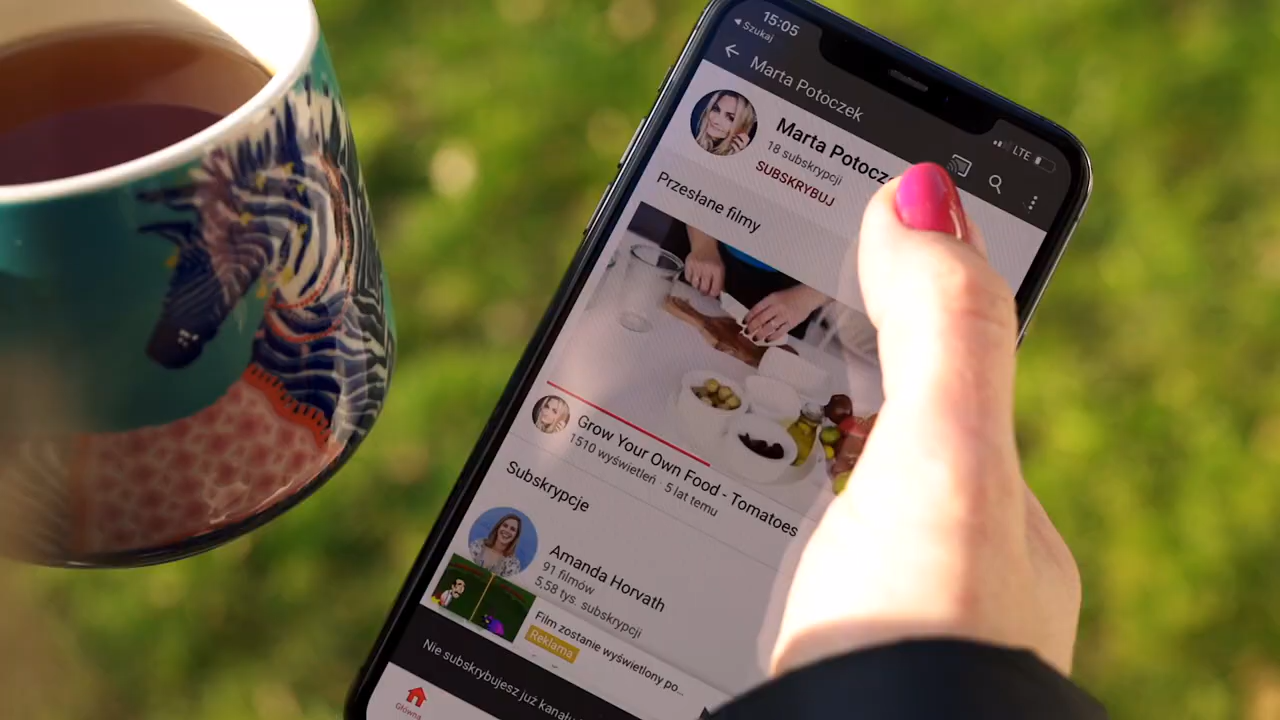 15:05
Szukaj
Marta Potoczek
LTE
Marta Potocz
18 subskrypcji
SUBSKRYBUJ
Przesłane filmy
Grow Your Own Food - Tomatoes
1510 wyświetleń · 5 lat temu
Subskrypcje
Amanda Horvath
91 filmów
5,58 tys. subskrypcji
Film zostanie wyświetlony po...
Reklama
Nie subskrybujesz już kanału
Główna